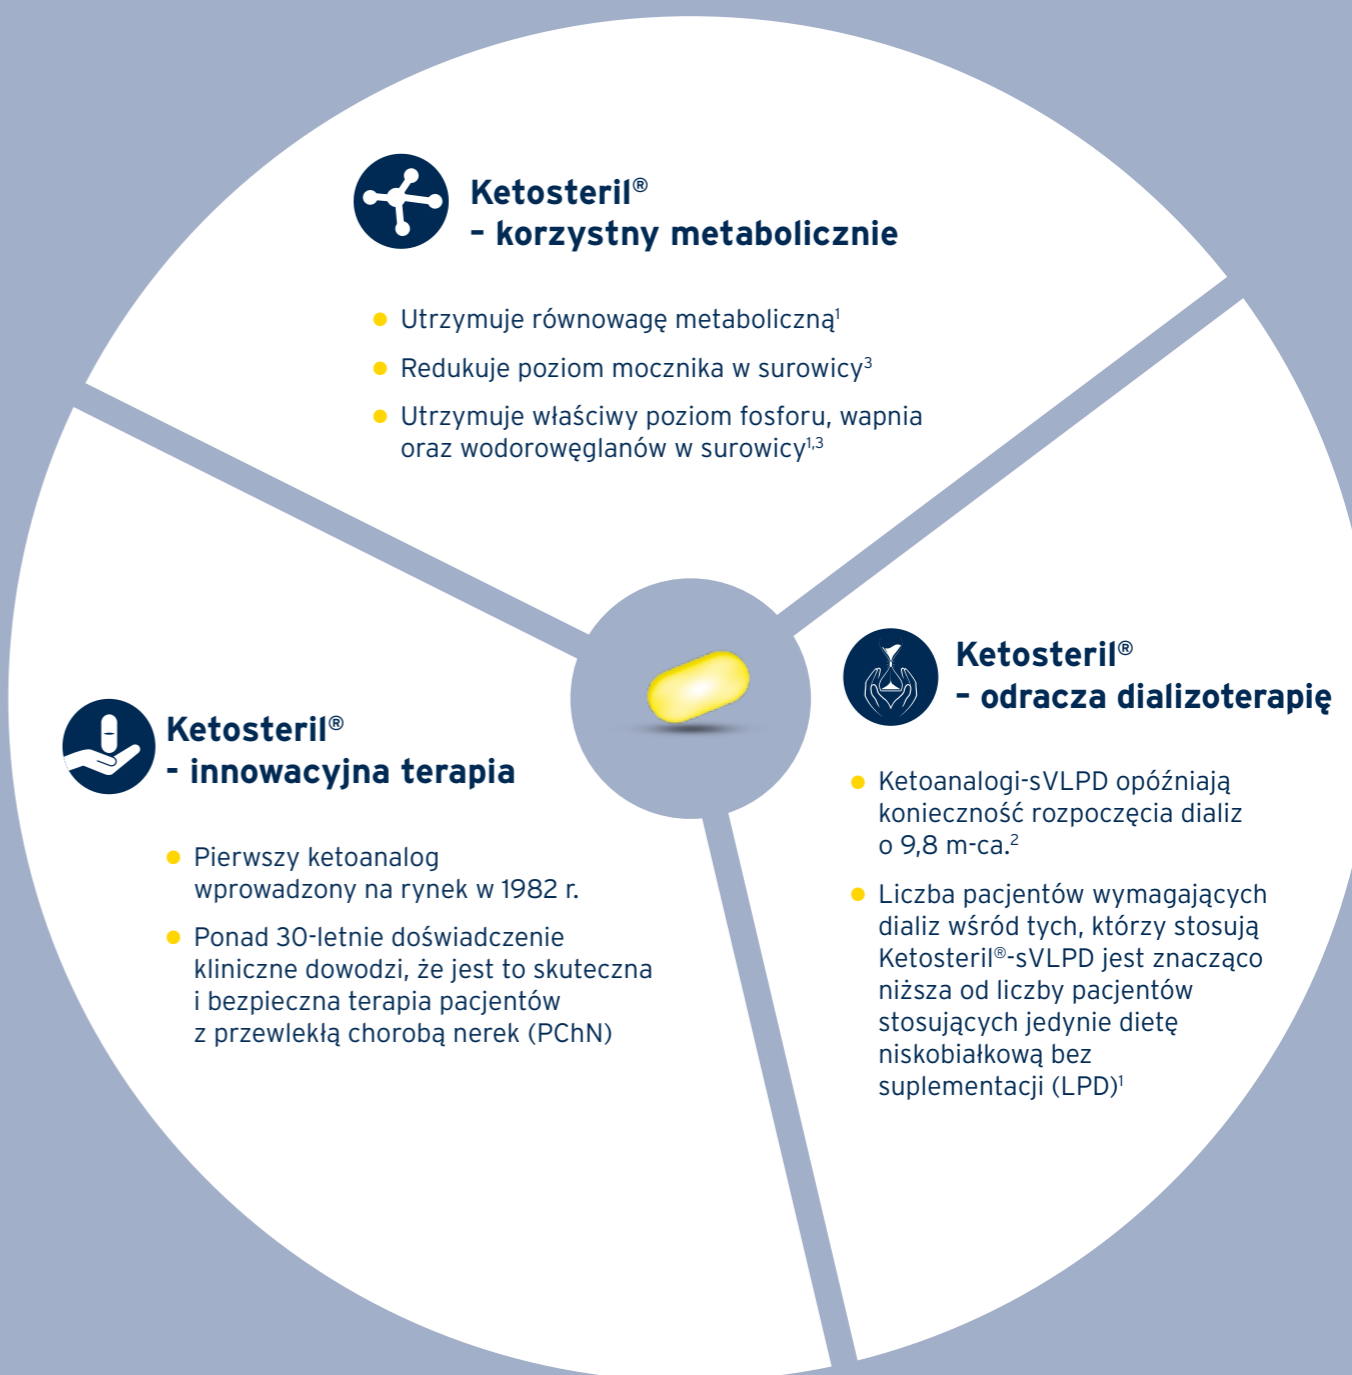 Ketosteril®
– korzystny metabolicznie
Utrzymuje równowagę metaboliczną¹
Redukuje poziom mocznika w surowicy³
Utrzymuje właściwy poziom fosforu, wapnia
oraz wodorowęglanów w surowicy¹,³
Ketosteril®
– odracza dializoterapię
Ketoanalogi-sVLPD opóźniają
konieczność rozpoczęcia dializ
o 9,8 m-ca.²
Liczba pacjentów wymagających
dializ wśród tych, którzy stosują
Ketosteril®-sVLPD jest znacząco
niższa od liczby pacjentów
stosujących jedynie dietę
niskobiałkową bez
suplementacji (LPD)¹
Ketosteril®
- innowacyjna terapia
Pierwszy ketoanalog
wprowadzony na rynek w 1982 r.
Ponad 30-letnie doświadczenie
kliniczne dowodzi, że jest to skuteczna
i bezpieczna terapia pacjentów
z przewlekłą chorobą nerek (PChN)